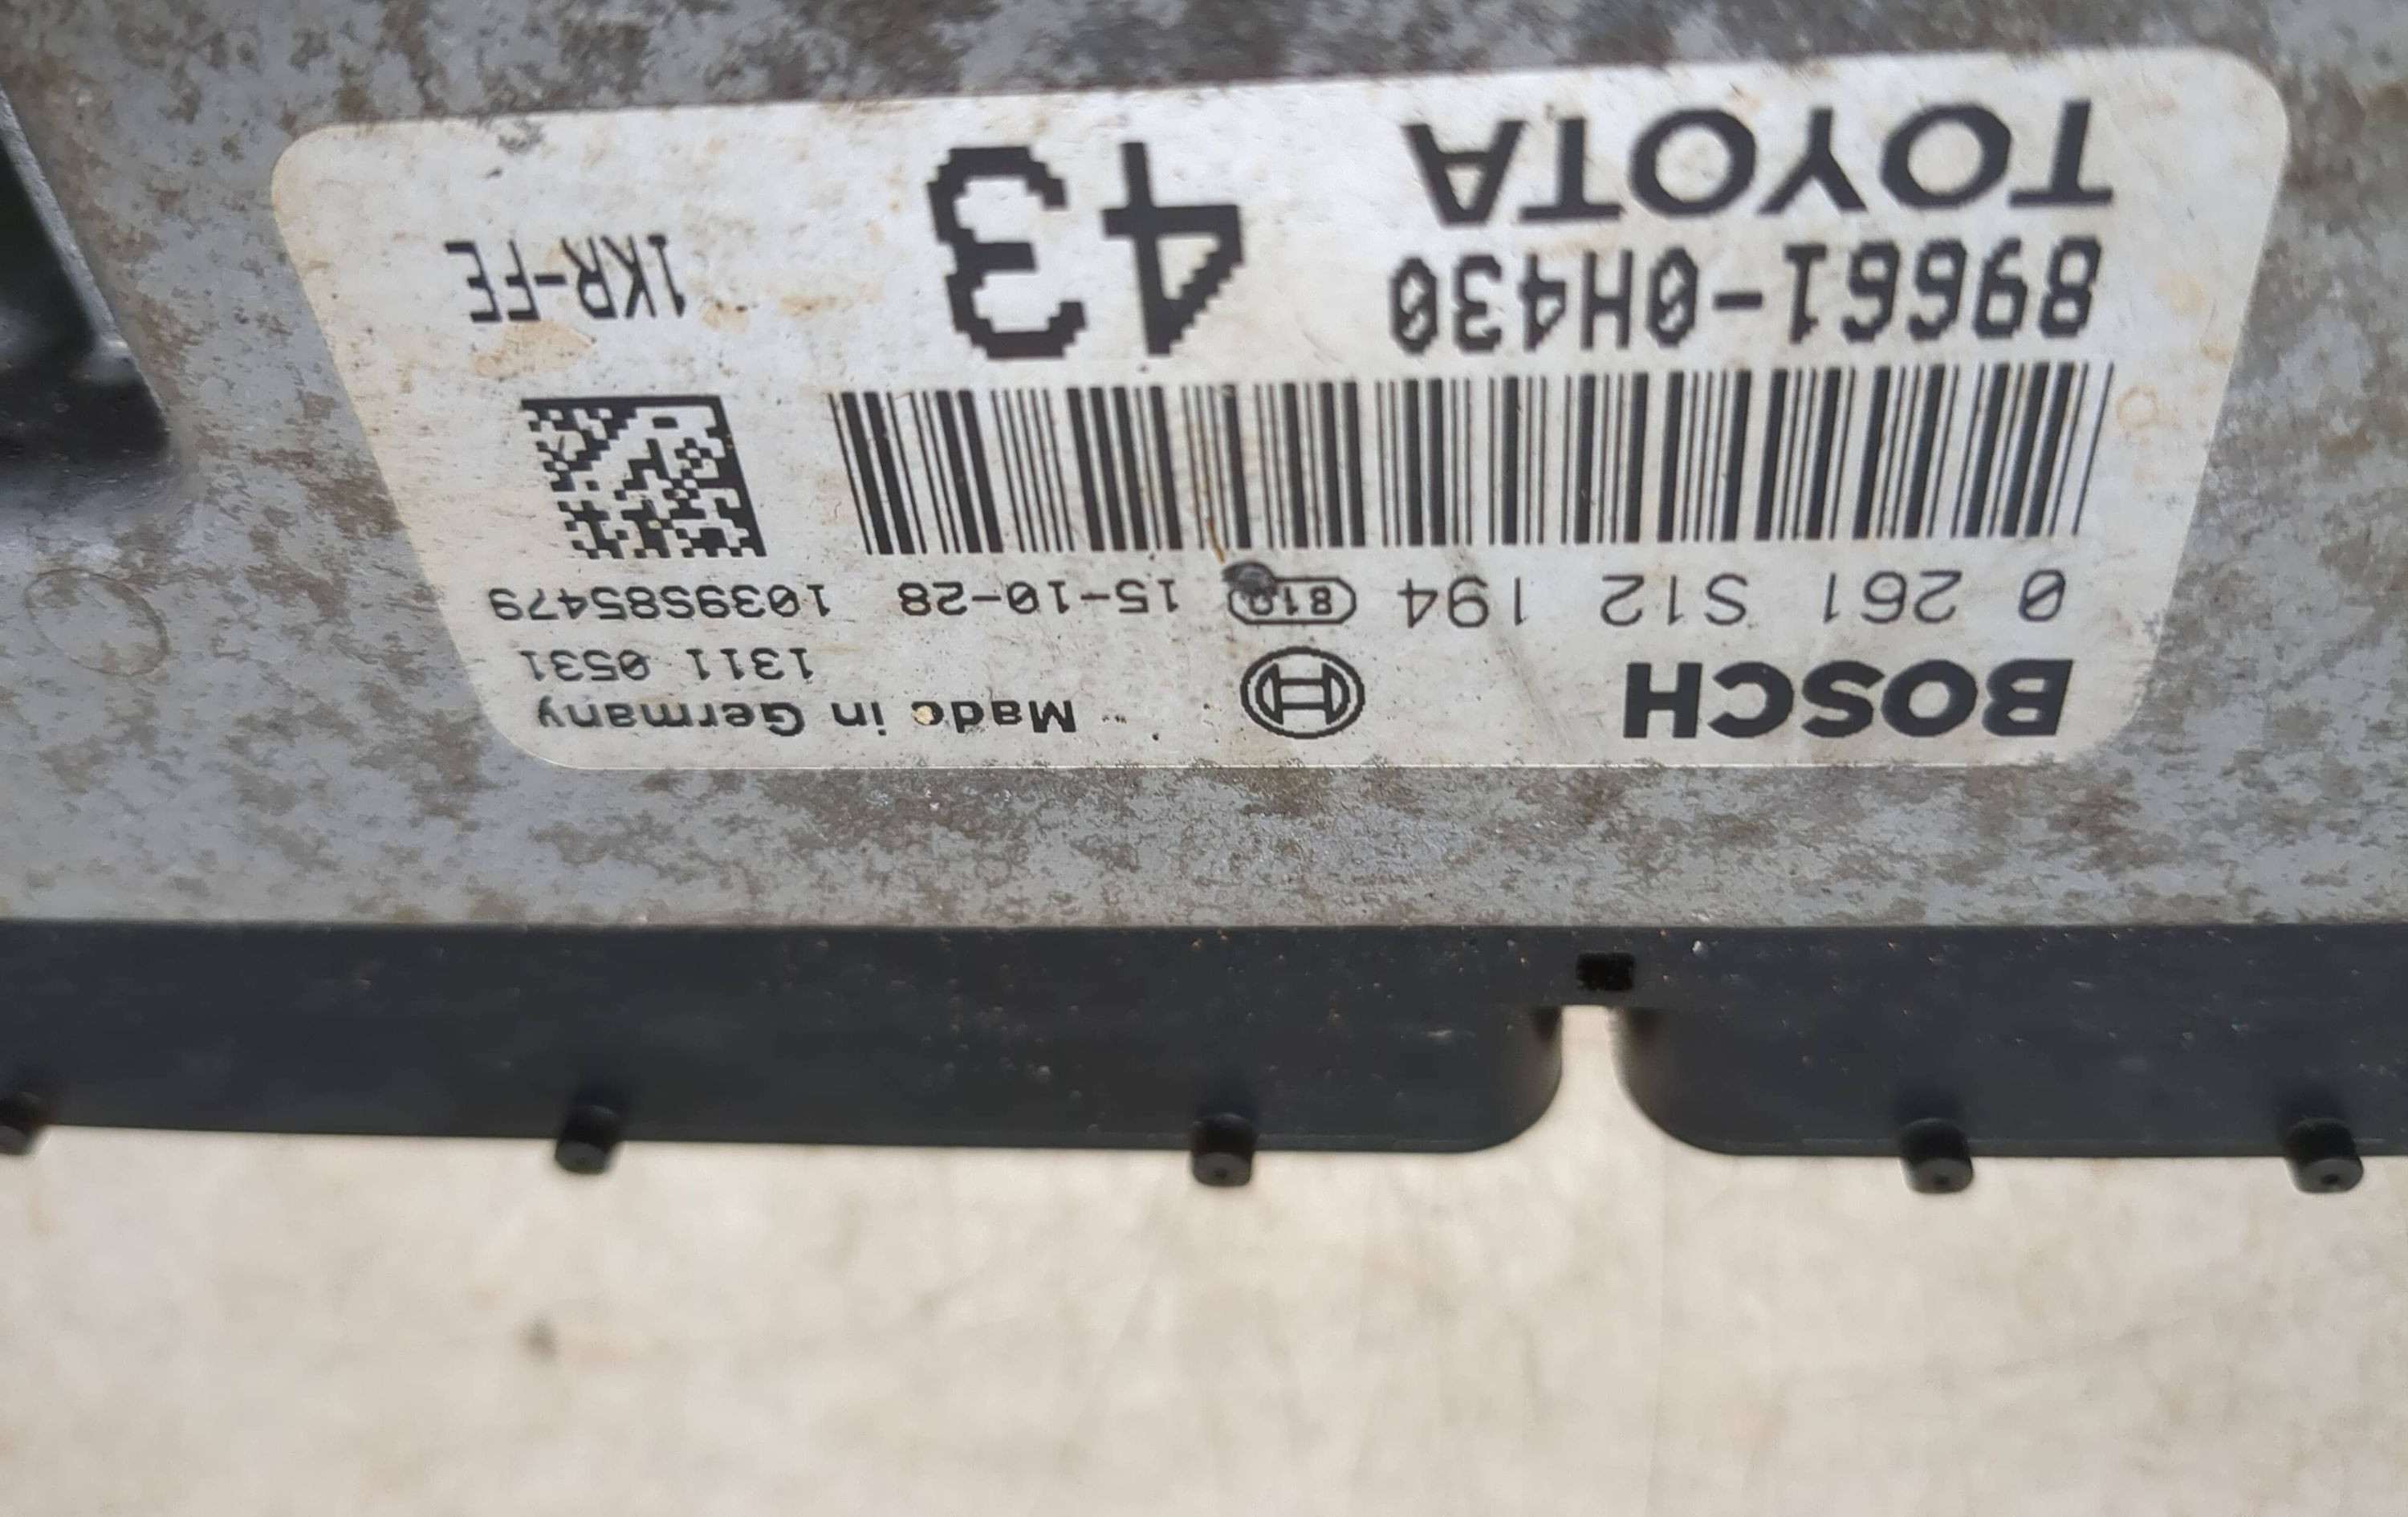 BOSCH Made in Germany
1311 0531
0 261 S12 194 15-10-28 1039S85479
89661-0H430 43 1KR-FE
TOYOTA